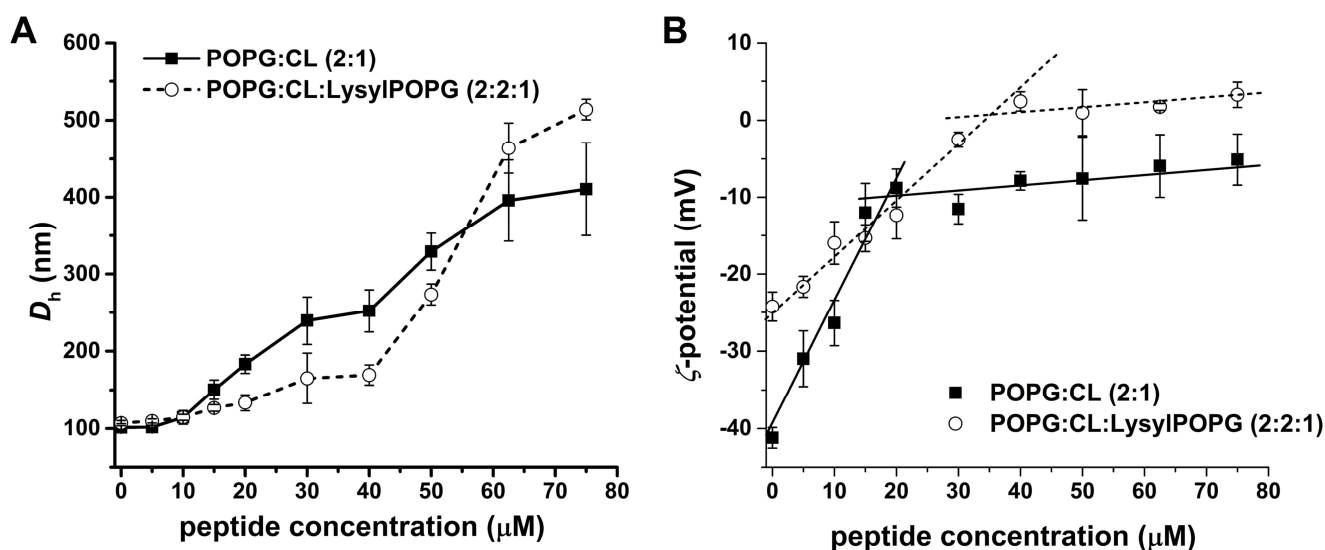 A
600
500
400
300
200
100
Dh (nm)
POPG:CL (2:1)
POPG:CL:LysylPOPG (2:2:1)
0 10 20 30 40 50 60 70 80
peptide concentration (μM)
B
10
0
-10
-20
-30
-40
ζ-potential (mV)
POPG:CL (2:1)
POPG:CL:LysylPOPG (2:2:1)
0 10 20 30 40 50 60 70 80
peptide concentration (μM)